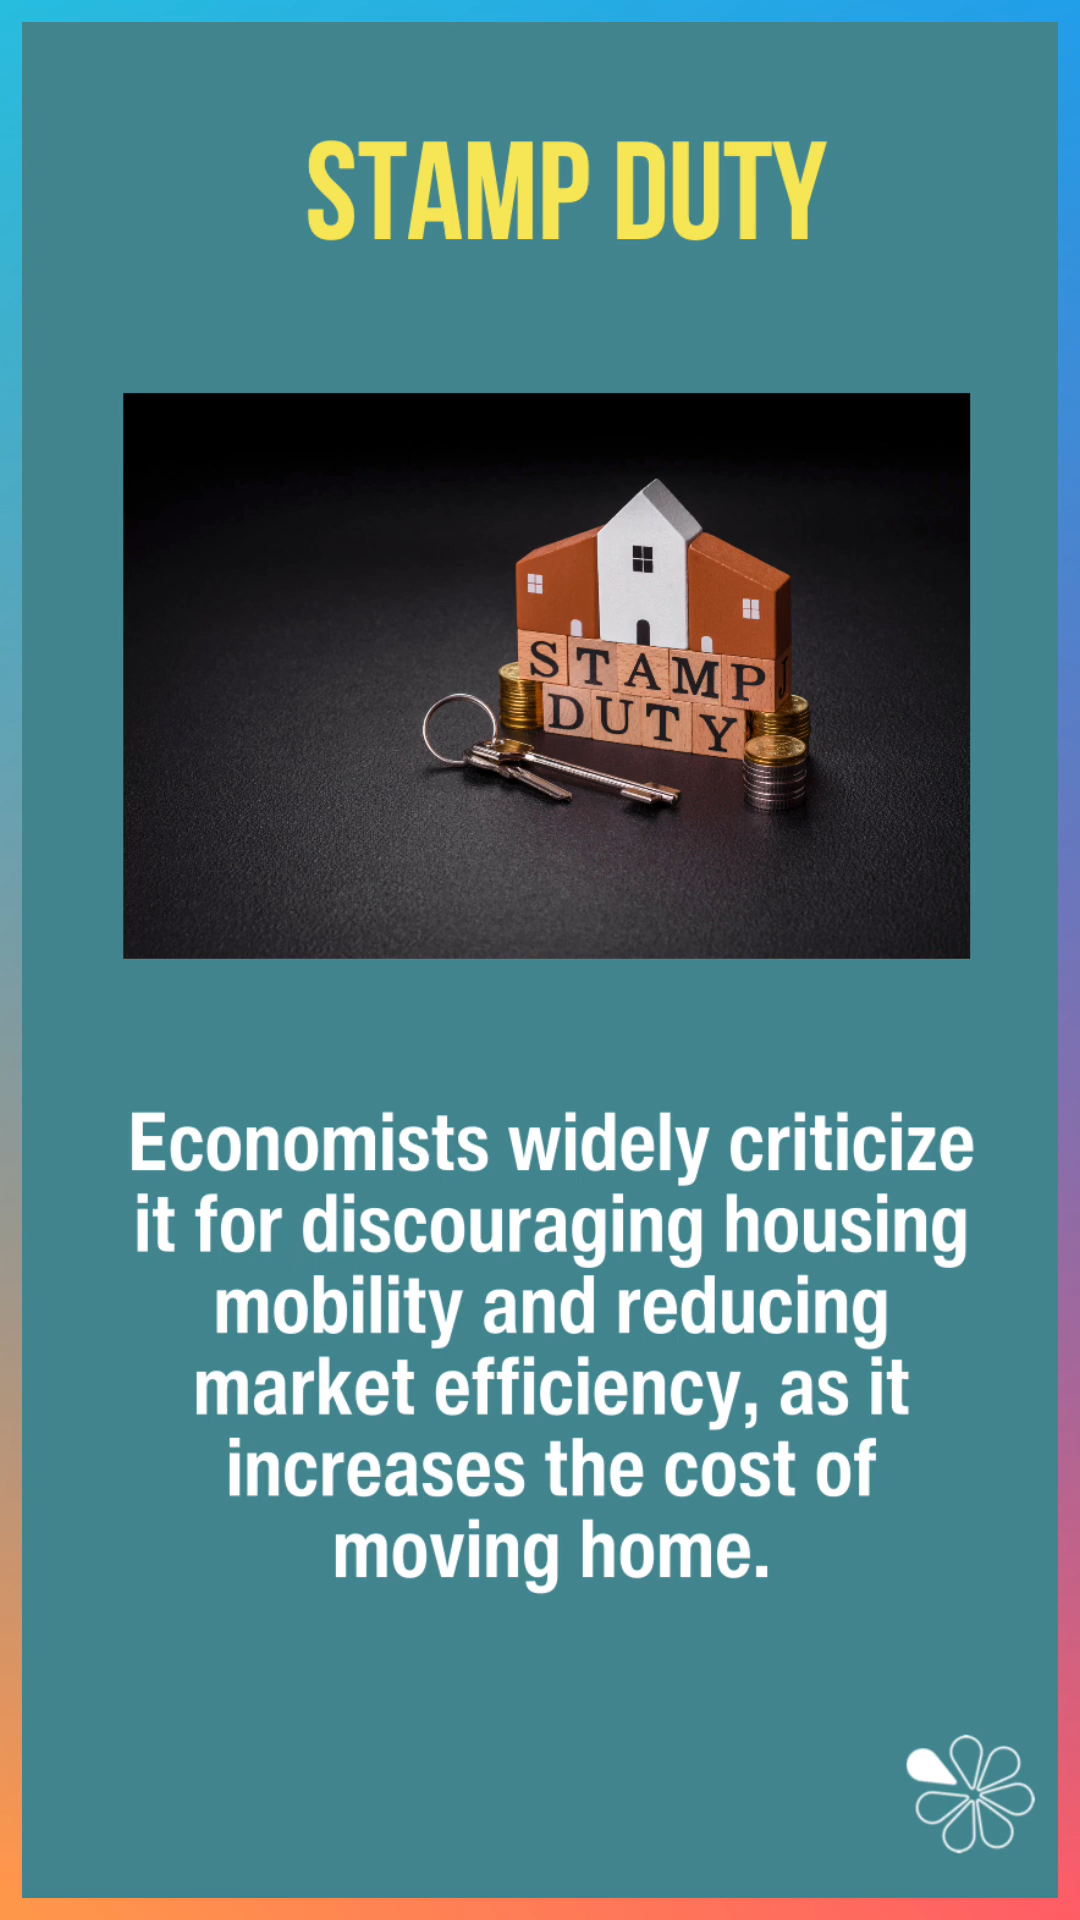 STAMP DUTY
STAMP
DUTY
Economists widely criticize
it for discouraging housing
mobility and reducing
market efficiency, as it
increases the cost of
moving home.